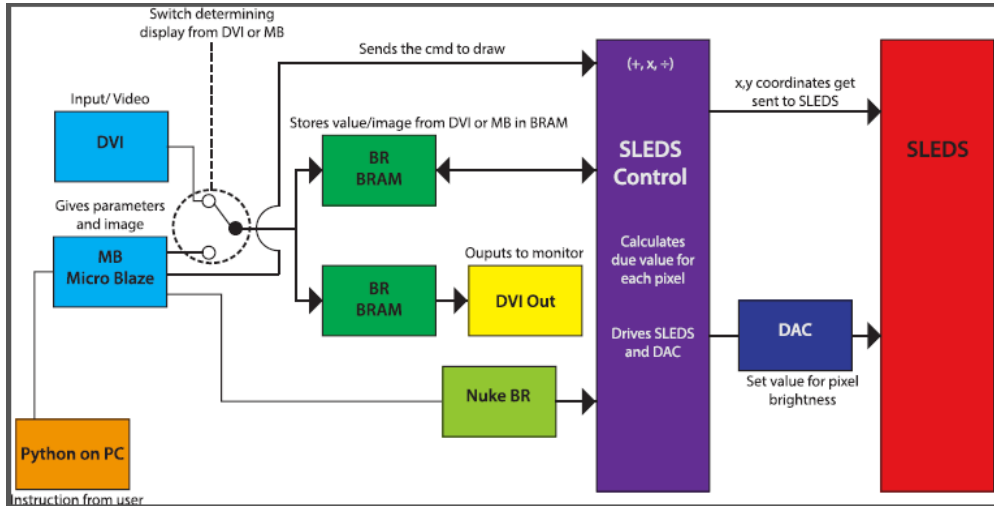 Switch determining
display from DVI or MB
Sends the cmd to draw
(+, x, ÷)
x,y coordinates get
sent to SLEDS
Input/ Video
DVI
Stores value/image from DVI or MB in BRAM
BR
BRAM
SLEDS
Control
SLEDS
Gives parameters
and image
MB
Micro Blaze
Calculates
due value for
each pixel
Ouputs to monitor
BR
BRAM
DVI Out
Drives SLEDS
and DAC
DAC
Set value for pixel
brightness
Nuke BR
Python on PC
Instruction from user